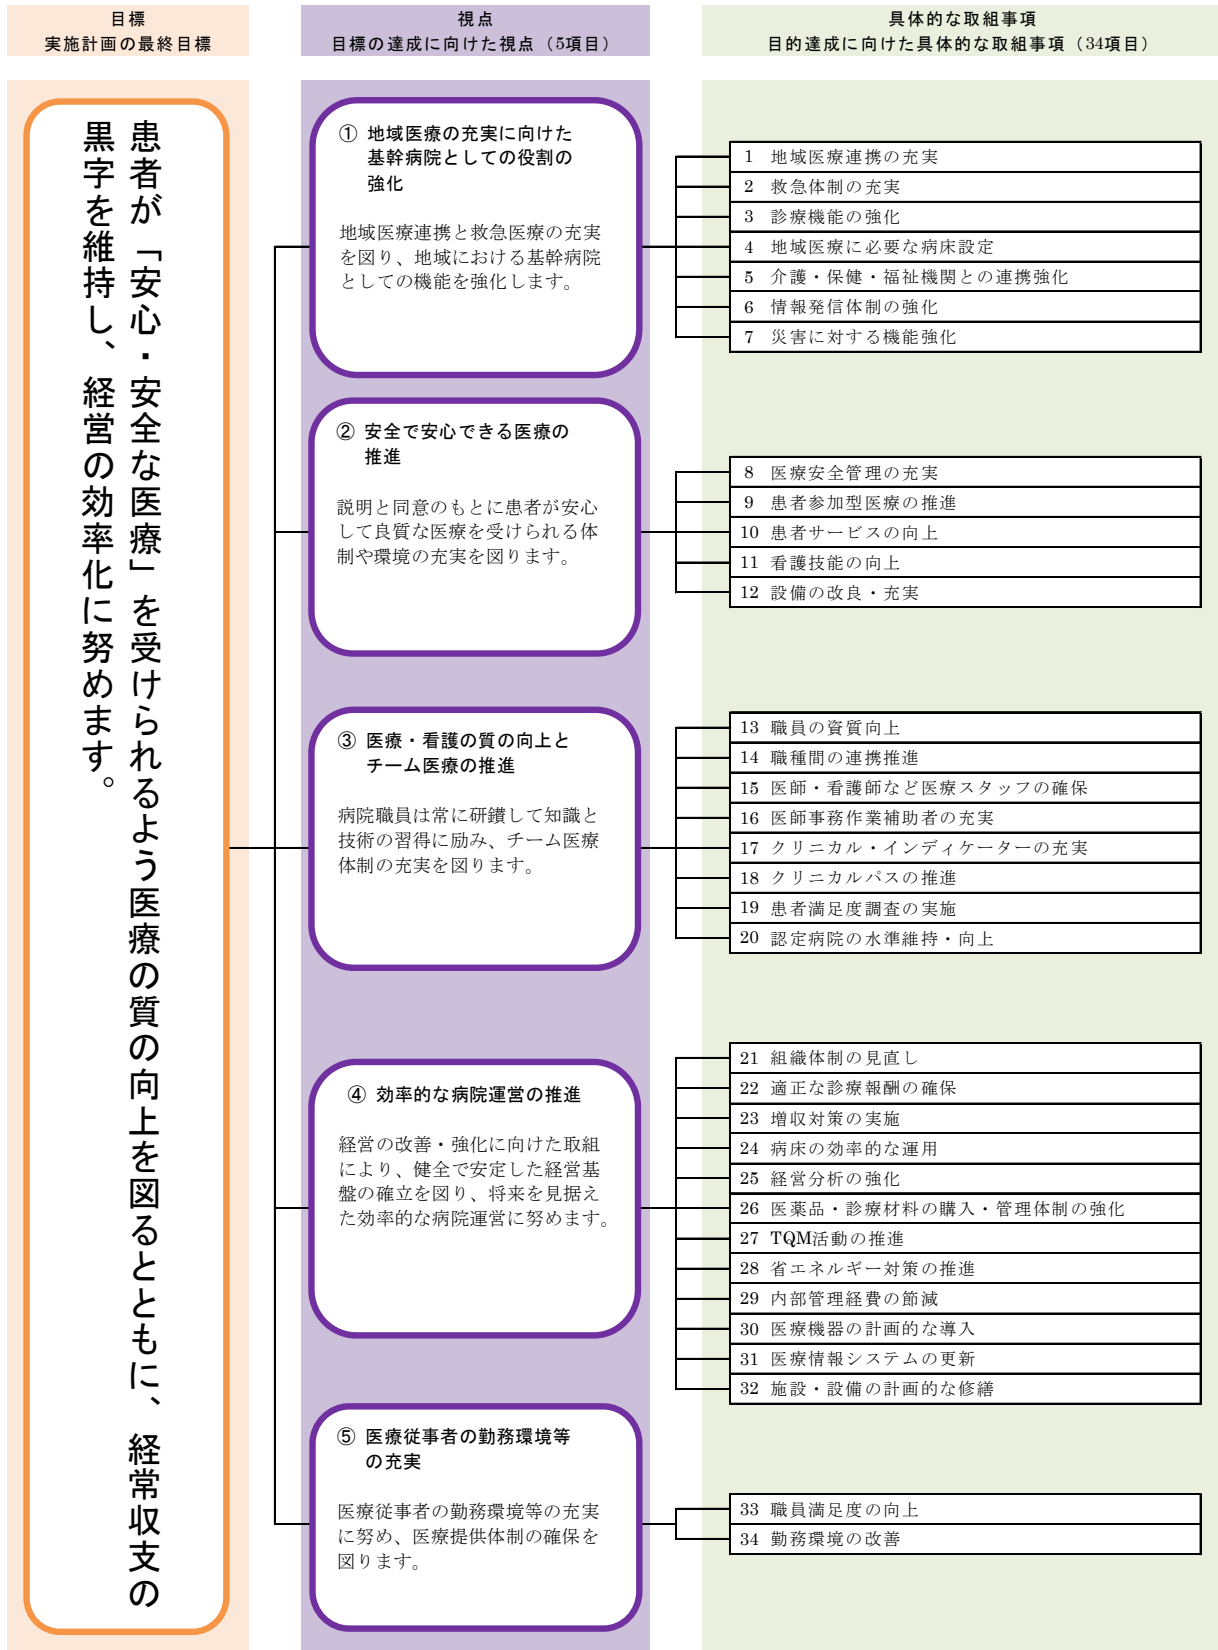 目標
実施計画の最終目標
視点
目標の達成に向けた視点（5項目）
具体的な取組事項
目的達成に向けた具体的な取組事項（34項目）
患者が「安心・安全な医療」を受けられるよう医療の質の向上を図るとともに、経常収支の
黒字を維持し、経営の効率化に努めます。
① 地域医療の充実に向けた
基幹病院としての役割の
強化
地域医療連携と救急医療の充実
を図り、地域における基幹病院
としての機能を強化します。
1 地域医療連携の充実
2 救急体制の充実
3 診療機能の強化
4 地域医療に必要な病床設定
5 介護・保健・福祉機関との連携強化
6 情報発信体制の強化
7 災害に対する機能強化
② 安全で安心できる医療の
推進
説明と同意のもとに患者が安心
して良質な医療を受けられる体
制や環境の充実を図ります。
8 医療安全管理の充実
9 患者参加型医療の推進
10 患者サービスの向上
11 看護技能の向上
12 設備の改良・充実
③ 医療・看護の質の向上と
チーム医療の推進
病院職員は常に研鑽して知識と
技術の習得に励み、チーム医療
体制の充実を図ります。
13 職員の資質向上
14 職種間の連携推進
15 医師・看護師など医療スタッフの確保
16 医師事務作業補助者の充実
17 クリニカル・インディケーターの充実
18 クリニカルパスの推進
19 患者満足度調査の実施
20 認定病院の水準維持・向上
④ 効率的な病院運営の推進
経営の改善・強化に向けた取組
により、健全で安定した経営基
盤の確立を図り、将来を見据え
た効率的な病院運営に努めます。
21 組織体制の見直し
22 適正な診療報酬の確保
23 増収対策の実施
24 病床の効率的な運用
25 経営分析の強化
26 医薬品・診療材料の購入・管理体制の強化
27 TQM活動の推進
28 省エネルギー対策の推進
29 内部管理経費の節減
30 医療機器の計画的な導入
31 医療情報システムの更新
32 施設・設備の計画的な修繕
⑤ 医療従事者の勤務環境等
の充実
医療従事者の勤務環境等の充実
に努め、医療提供体制の確保を
図ります。
33 職員満足度の向上
34 勤務環境の改善